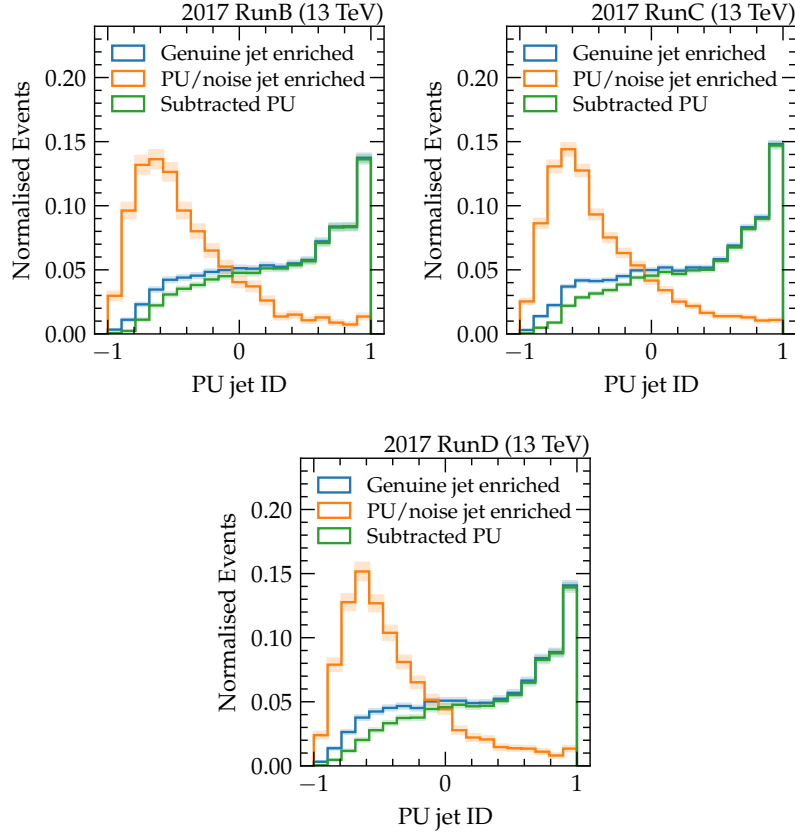 2017 RunB (13 TeV)
Genuine jet enriched
PU/noise jet enriched
Subtracted PU
Normalised Events
0.20
0.15
0.10
0.05
0.00
−1
0
1
PU jet ID
2017 RunC (13 TeV)
Genuine jet enriched
PU/noise jet enriched
Subtracted PU
Normalised Events
0.20
0.15
0.10
0.05
0.00
−1
0
1
PU jet ID
2017 RunD (13 TeV)
Genuine jet enriched
PU/noise jet enriched
Subtracted PU
Normalised Events
0.20
0.15
0.10
0.05
0.00
−1
0
1
PU jet ID